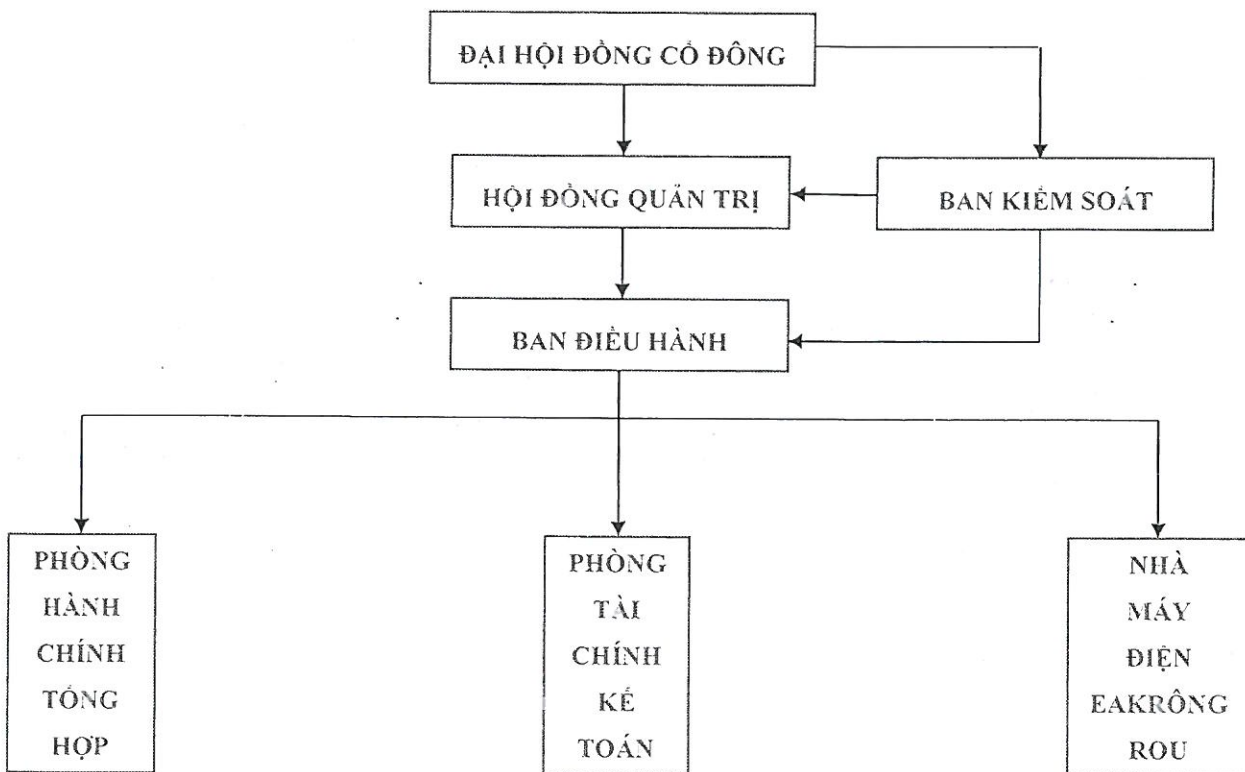 ĐẠI HỘI ĐỒNG CỔ ĐÔNG
HỘI ĐỒNG QUẢN TRỊ
BAN KIỂM SOÁT
BAN ĐIỀU HÀNH
PHÒNG
HÀNH
CHÍNH
TỔNG
HỢP
PHÒNG
TÀI
CHÍNH
KẾ
TOÁN
NHÀ
MÁY
ĐIỆN
EAKRÔNG
ROU